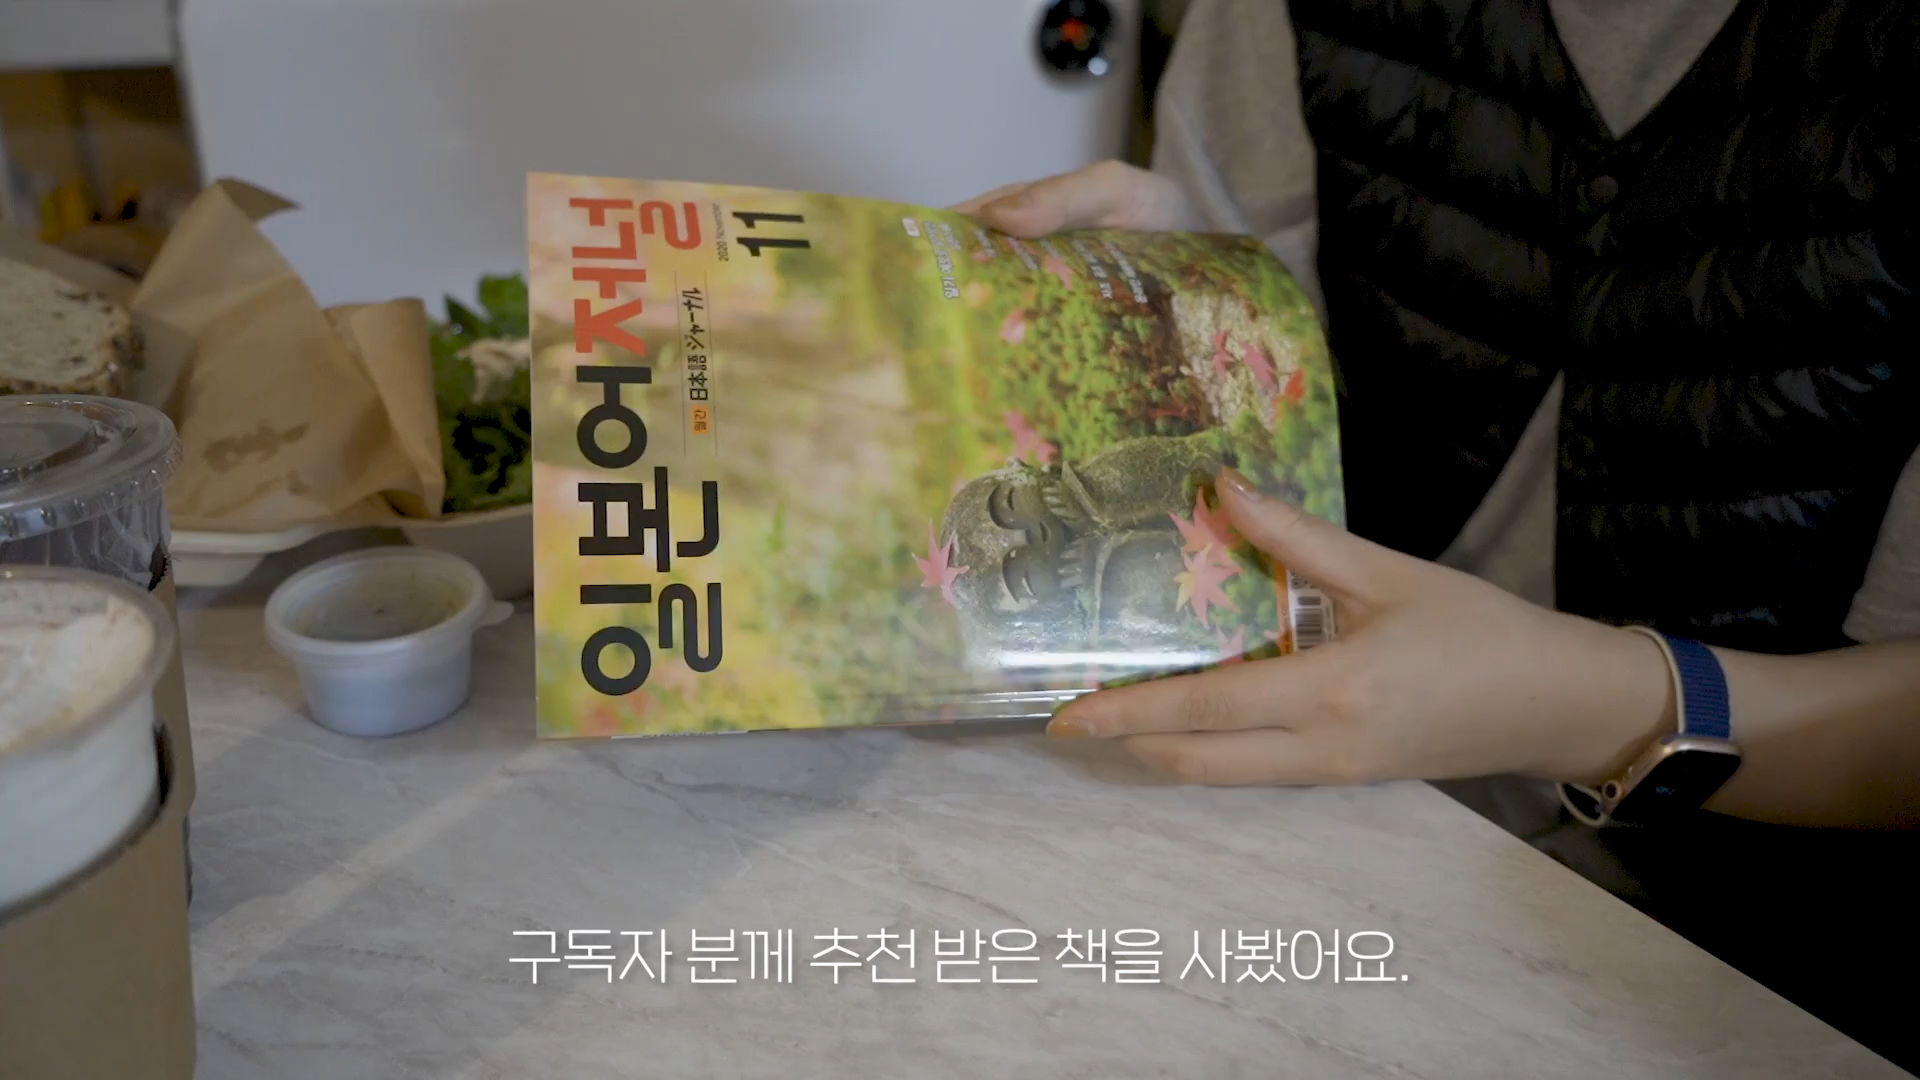 일본어저널
월간 日本語ジャーナル
2020 November
11
구독자 분께 추천 받은 책을 사봤어요.